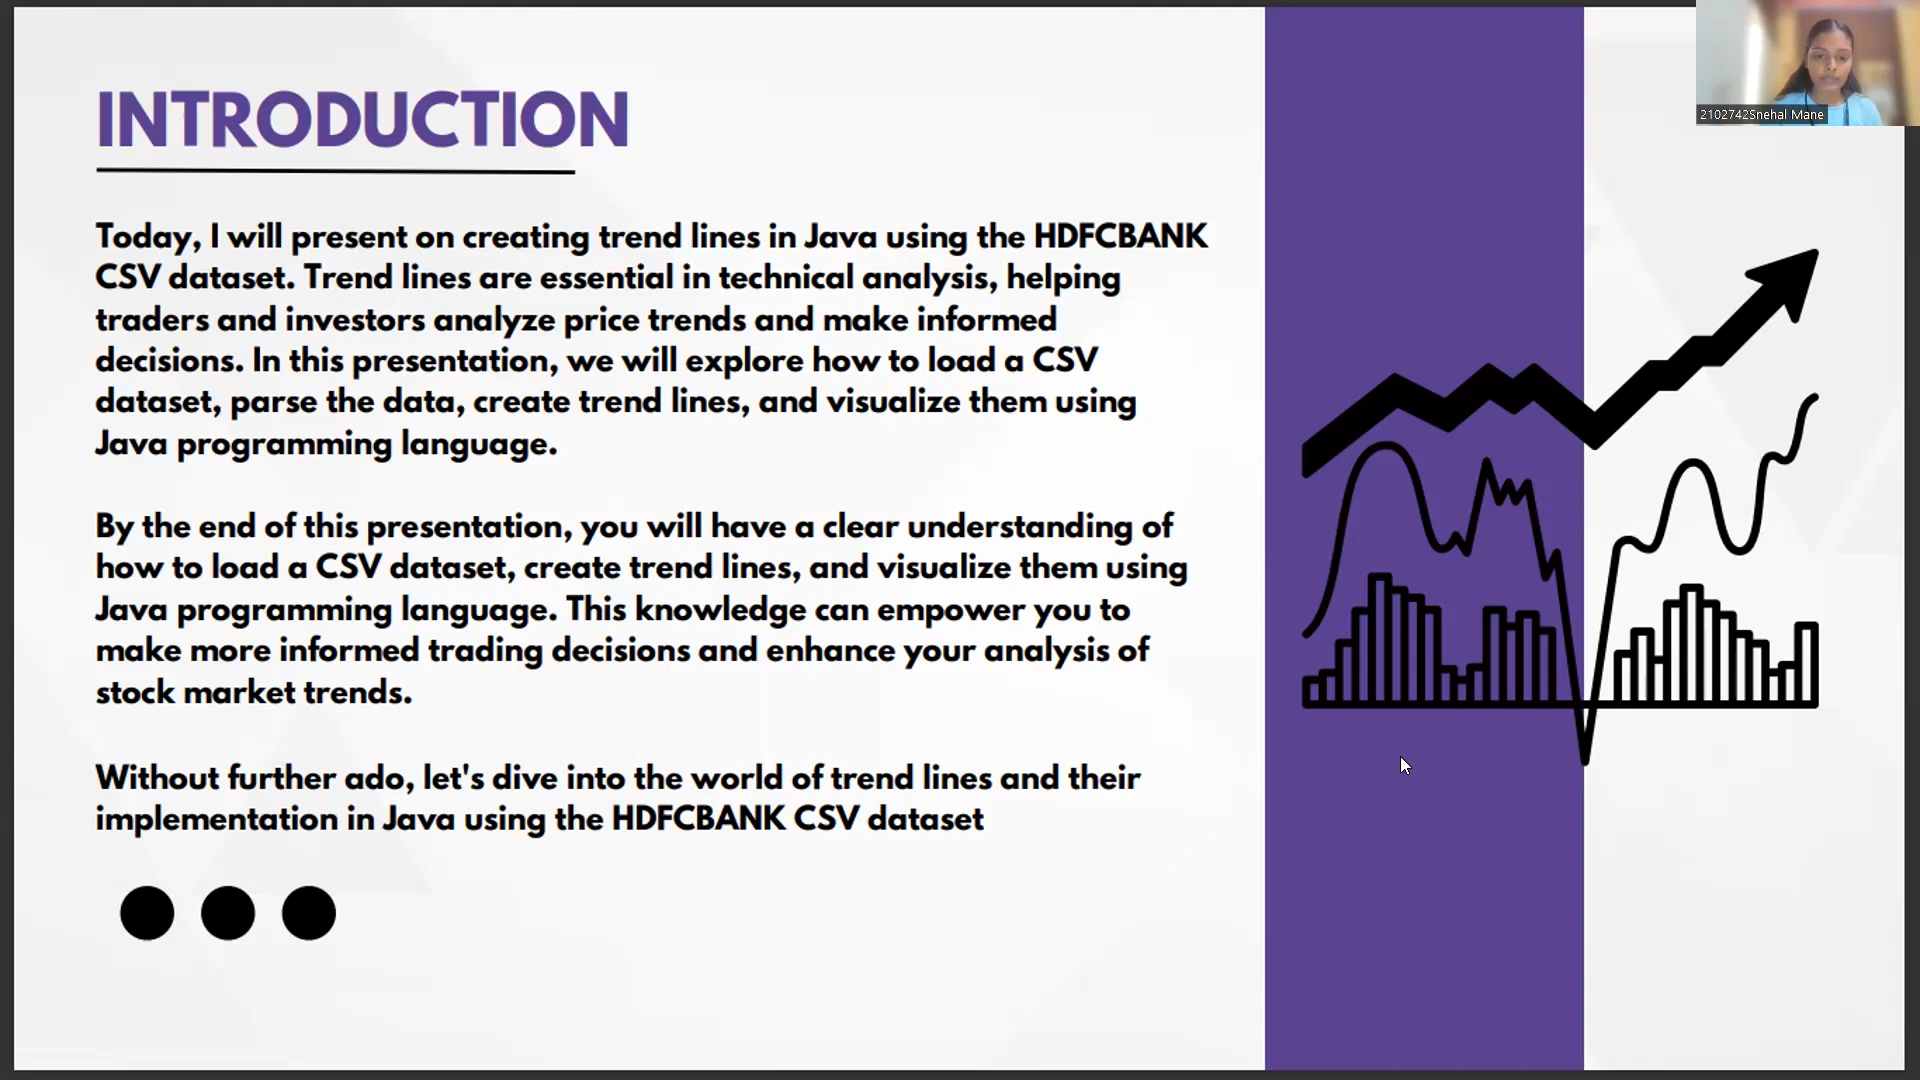 INTRODUCTION
Today, I will present on creating trend lines in Java using the HDFCBANK
CSV dataset. Trend lines are essential in technical analysis, helping
traders and investors analyze price trends and make informed
decisions. In this presentation, we will explore how to load a CSV
dataset, parse the data, create trend lines, and visualize them using
Java programming language.
By the end of this presentation, you will have a clear understanding of
how to load a CSV dataset, create trend lines, and visualize them using
Java programming language. This knowledge can empower you to
make more informed trading decisions and enhance your analysis of
stock market trends.
Without further ado, let's dive into the world of trend lines and their
implementation in Java using the HDFCBANK CSV dataset
2102742Snehal Mane